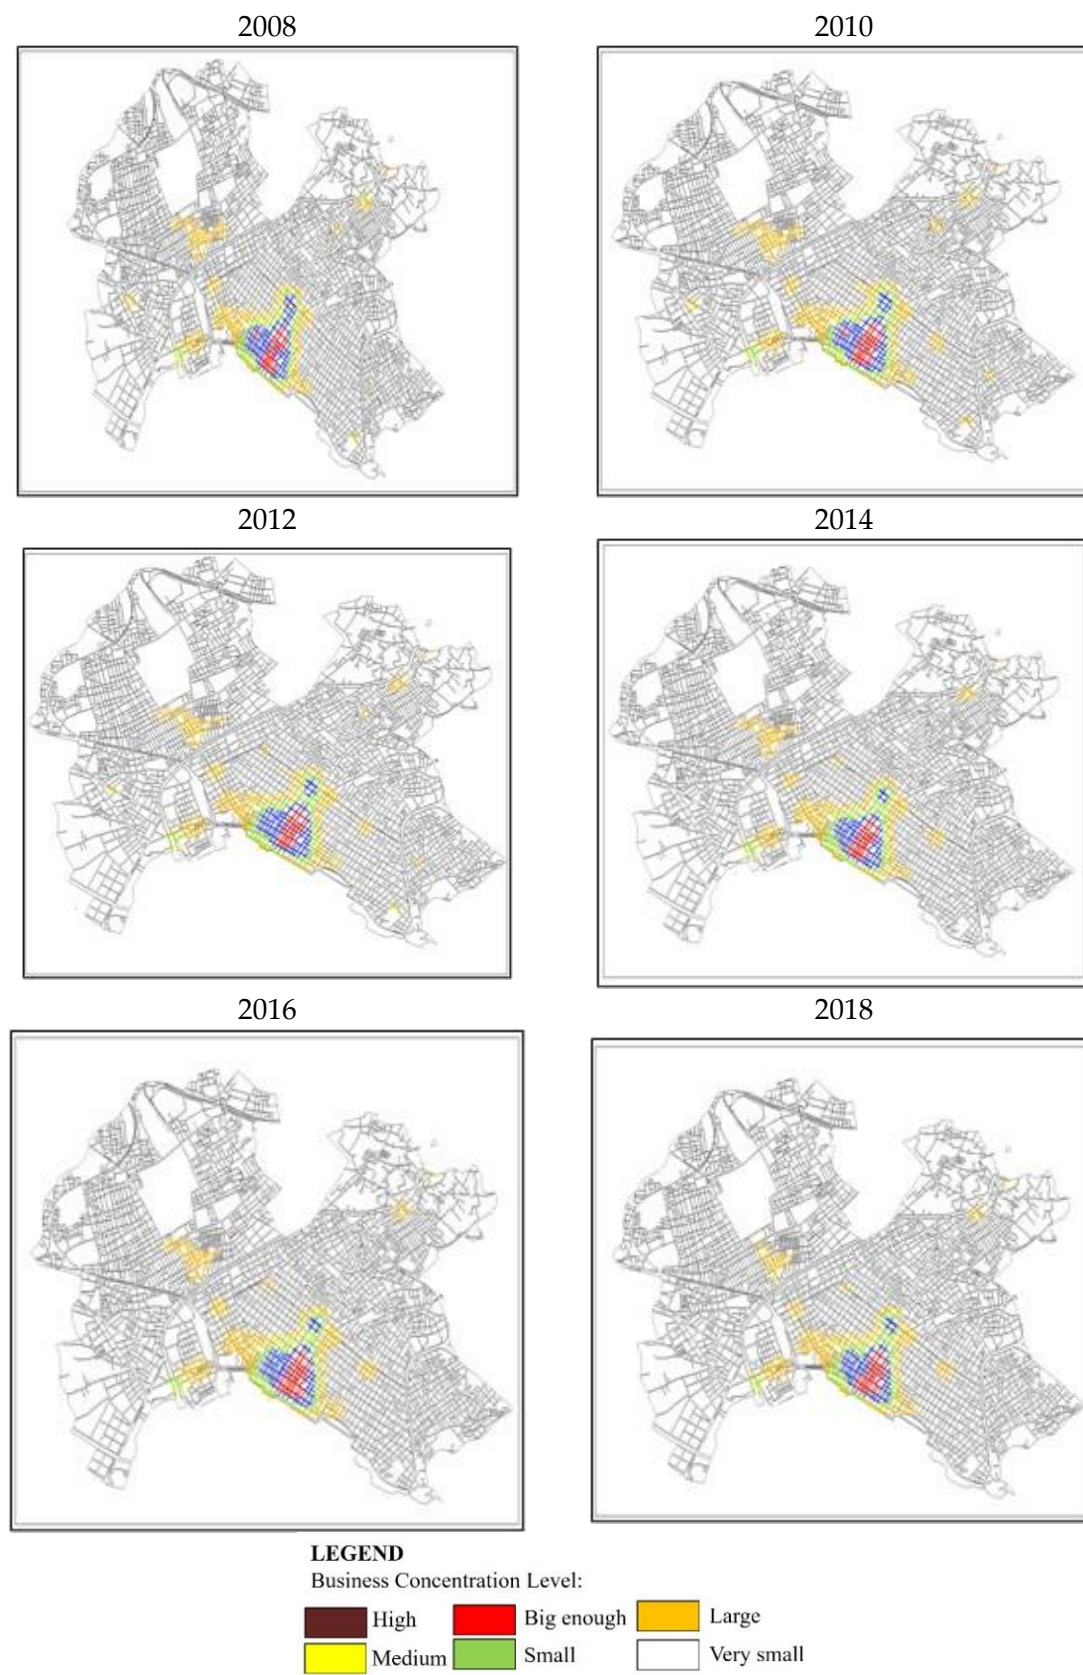 2008
2010
2012
2014
2016
2018
LEGEND
Business Concentration Level:
High
Big enough
Large
Medium
Small
Very small